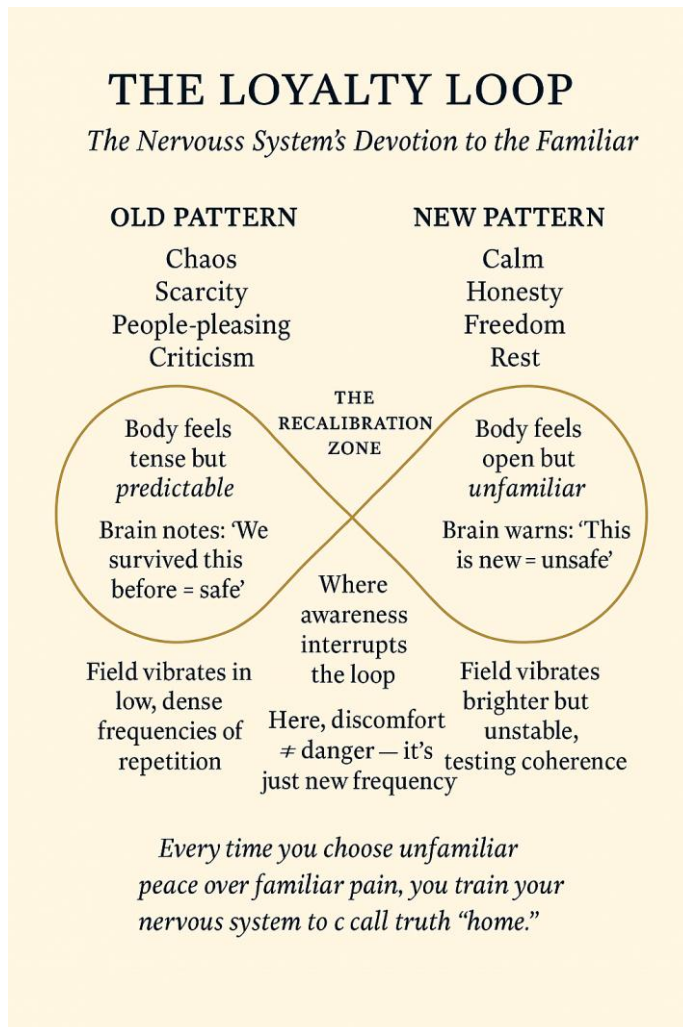 THE LOYALTY LOOP
The Nervouss System's Devotion to the Familiar
OLD PATTERN
Chaos
Scarcity
People-pleasing
Criticism
NEW PATTERN
Calm
Honesty
Freedom
Rest
THE
RECALIBRATION
ZONE
Body feels
tense but
predictable
Brain notes: ‘We
survived this
before = safe’
Body feels
open but
unfamiliar
Brain warns: ‘This
is new = unsafe’
Where
awareness
interrupts
the loop
Field vibrates in
low, dense
frequencies of
repetition
Here, discomfort
≠ danger — it's
just new frequency
Field vibrates
brighter but
unstable,
testing coherence
Every time you choose unfamiliar
peace over familiar pain, you train your
nervous system to c call truth “home.”